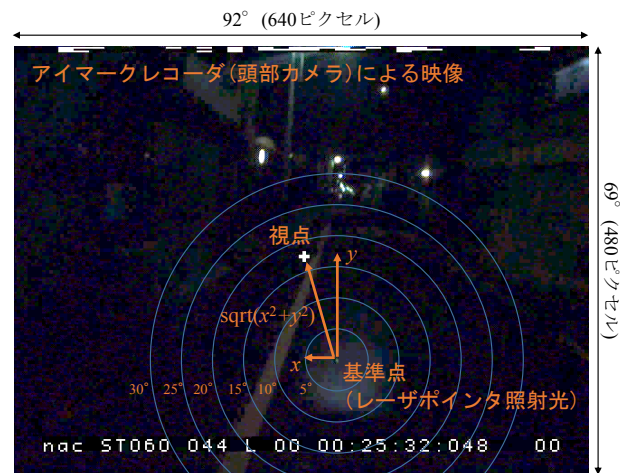 92°(640ピクセル)
アイマークレコーダ(頭部カメラ)による映像
69°(480ピクセル)
視点
y
sqrt(x²+y²)
x
基準点
(レーザポインタ照射光)
30° 25° 20° 15° 10° 5°
nac ST060 044 L 00 00:25:32:048 00